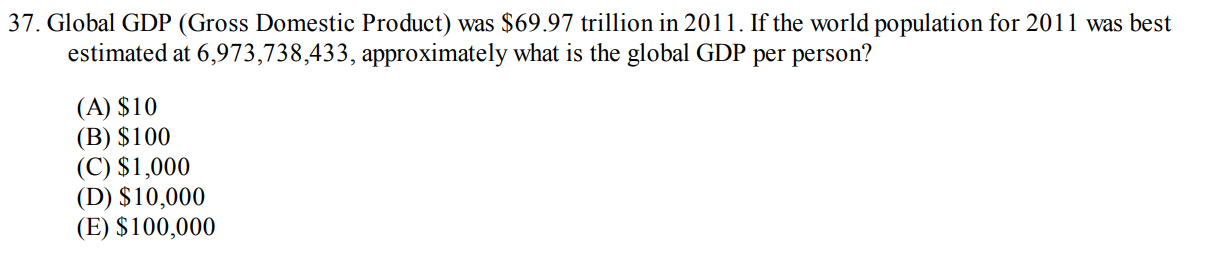 37. Global GDP (Gross Domestic Product) was $69.97 trillion in 2011. If the world population for 2011 was best
estimated at 6,973,738,433, approximately what is the global GDP per person?
(A) $10
(B) $100
(C) $1,000
(D) $10,000
(E) $100,000